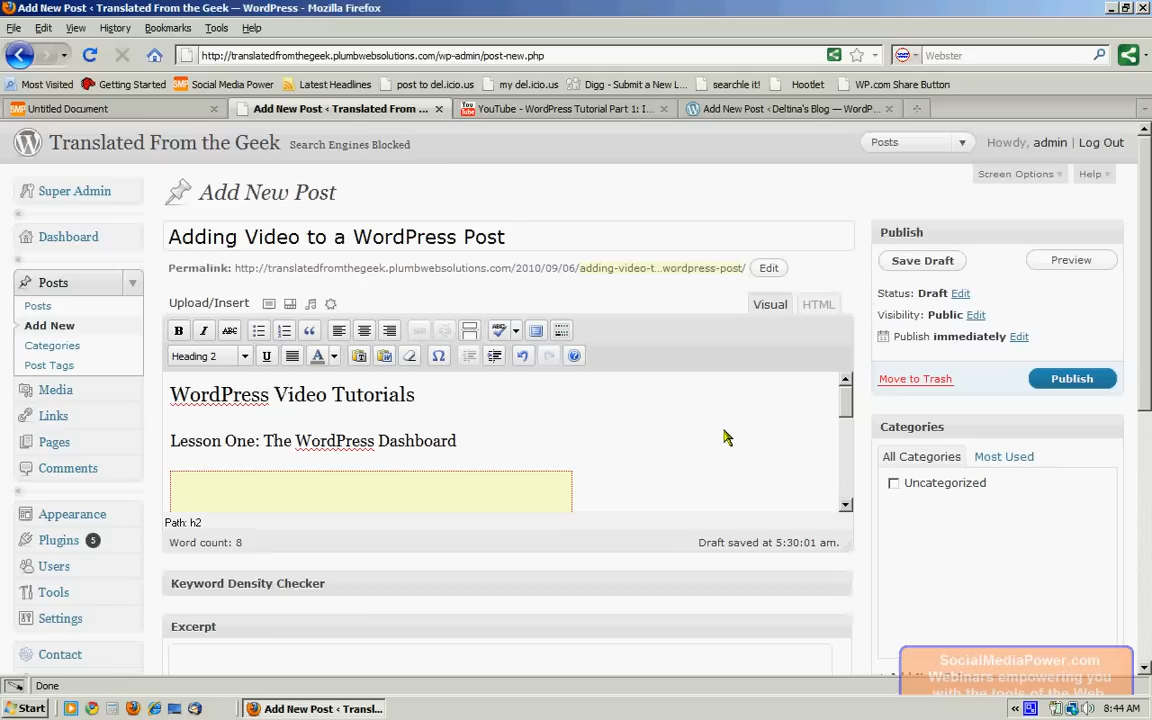 Add New Post ‹ Translated From the Geek — WordPress - Mozilla Firefox
File Edit View History Bookmarks Tools Help
http://translatedfromthegeek.plumbwebsolutions.com/wp-admin/post-new.php
Webster
Most Visited Getting Started Social Media Power Latest Headlines post to del.icio.us my del.icio.us Digg - Submit a New L... searchle it! Hootlet WP.com Share Button
Untitled Document Add New Post ‹ Translated From ... YouTube - WordPress Tutorial Part 1: I... Add New Post ‹ Deltina's Blog — WordP...
Translated From the Geek Search Engines Blocked Posts Howdy, admin | Log Out
Screen Options Help
Super Admin
Dashboard
Posts
Posts
Add New
Categories
Post Tags
Media
Links
Pages
Comments
Appearance
Plugins 5
Users
Tools
Settings
Contact
Add New Post
Adding Video to a WordPress Post
Permalink: http://translatedfromthegeek.plumbwebsolutions.com/2010/09/06/adding-video-t...wordpress-post/ Edit
Upload/Insert Visual HTML
B I ABC
Heading 2 U A Ω
WordPress Video Tutorials
Lesson One: The WordPress Dashboard
Path: h2
Word count: 8 Draft saved at 5:30:01 am.
Keyword Density Checker
Excerpt
Publish
Save Draft Preview
Status: Draft Edit
Visibility: Public Edit
Publish immediately Edit
Move to Trash Publish
Categories
All Categories Most Used
Uncategorized
SocialMediaPower.com
Webinars empowering you
with the tools of the Web
Done
Start Add New Post ‹ Transl... 8:44 AM